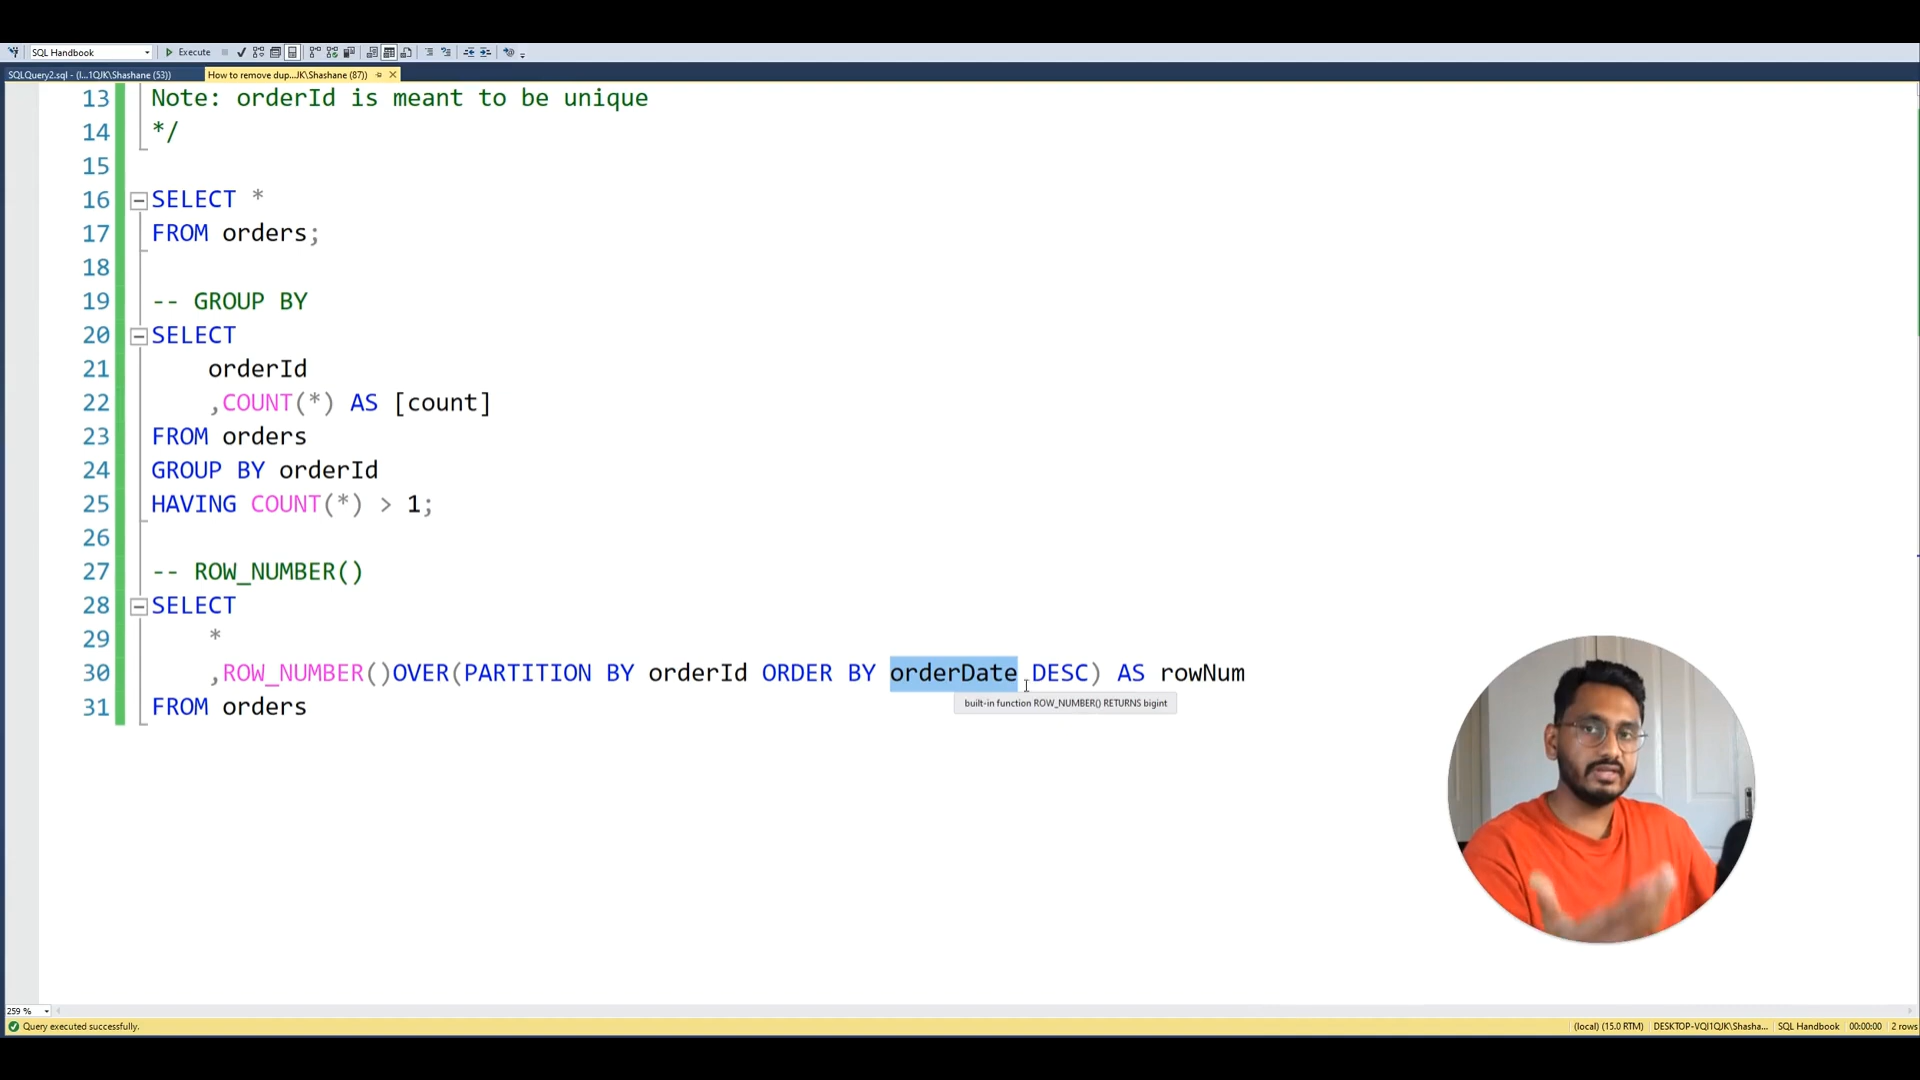 SQL Handbook
Execute
SQLQuery2.sql - (l...1QJK\Shashane (53))
How to remove dup...JK\Shashane (87))
13 Note: orderId is meant to be unique
14 */
15
16 SELECT *
17 FROM orders;
18
19 -- GROUP BY
20 SELECT
21 orderId
22 ,COUNT(*) AS [count]
23 FROM orders
24 GROUP BY orderId
25 HAVING COUNT(*) > 1;
26
27 -- ROW_NUMBER()
28 SELECT
29 *
30 ,ROW_NUMBER()OVER(PARTITION BY orderId ORDER BY orderDate DESC) AS rowNum
built-in function ROW_NUMBER() RETURNS bigint
31 FROM orders
259 %
Query executed successfully.
(local) (15.0 RTM)
DESKTOP-VQI1QJK\Shasha...
SQL Handbook
00:00:00
2 rows